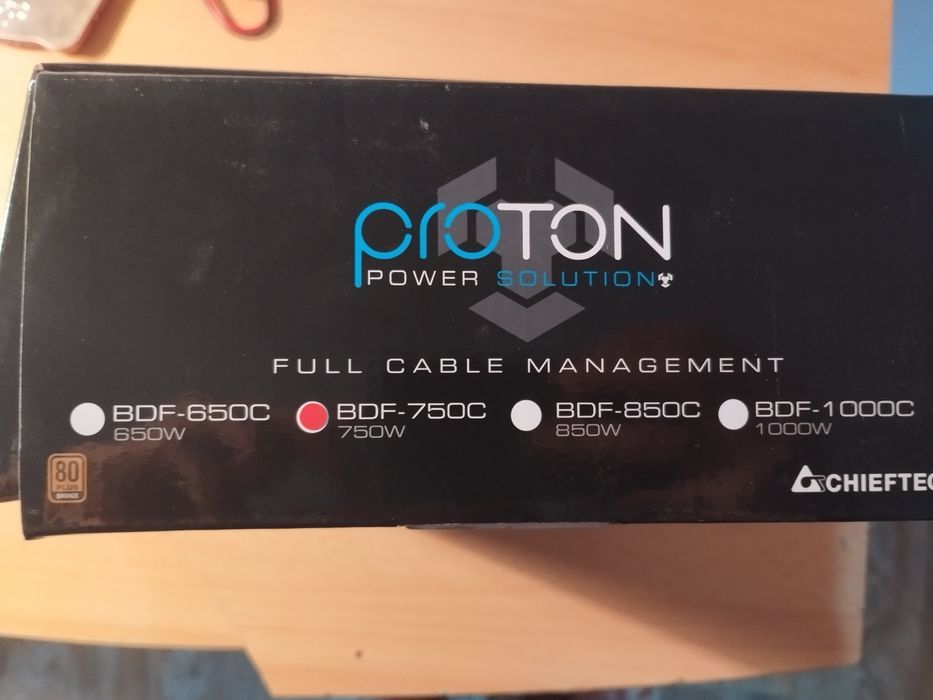 proTON
POWER SOLUTION
FULL CABLE MANAGEMENT
BDF-650C
650W
BDF-750C
750W
BDF-850C
850W
BDF-1000C
1000W
80
PLUS
BRONZE
CHIEFTEC